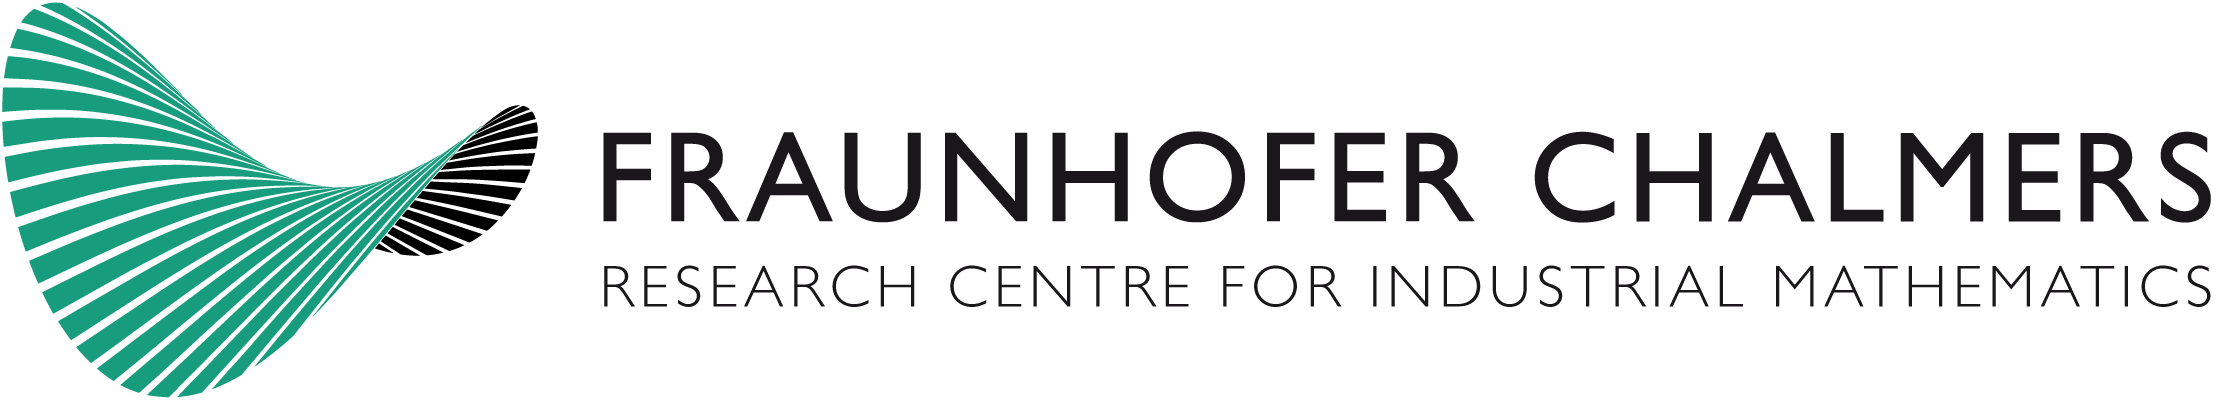 FRAUNHOFER CHALMERS
RESEARCH CENTRE FOR INDUSTRIAL MATHEMATICS